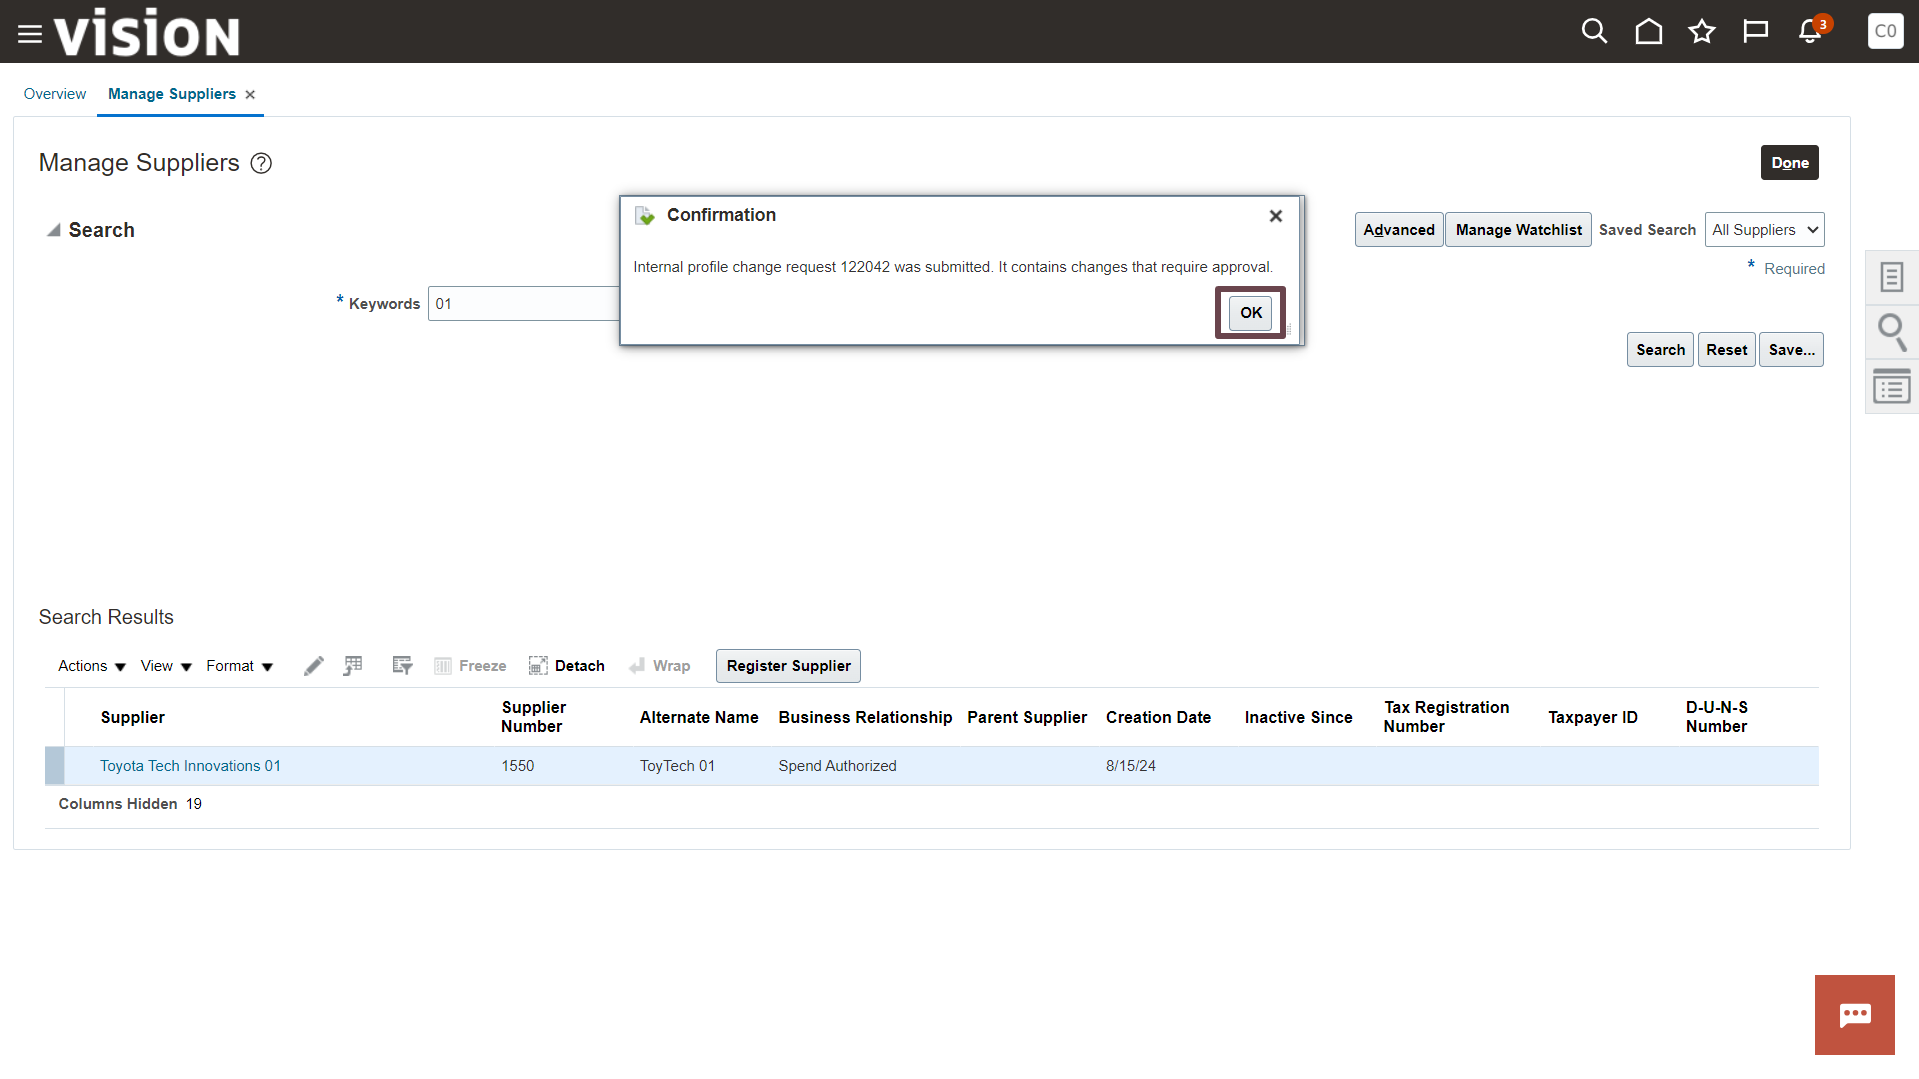 vision
3
C0
Overview
Manage Suppliers
Manage Suppliers
Done
Confirmation
Search
Advanced
Manage Watchlist
Saved Search
All Suppliers
Internal profile change request 122042 was submitted. It contains changes that require approval.
* Required
* Keywords
01
OK
Search
Reset
Save...
Search Results
Actions
View
Format
Freeze
Detach
Wrap
Register Supplier
Supplier
Supplier
Number
Alternate Name
Business Relationship
Parent Supplier
Creation Date
Inactive Since
Tax Registration
Number
Taxpayer ID
D-U-N-S
Number
Toyota Tech Innovations 01
1550
ToyTech 01
Spend Authorized
8/15/24
Columns Hidden 19